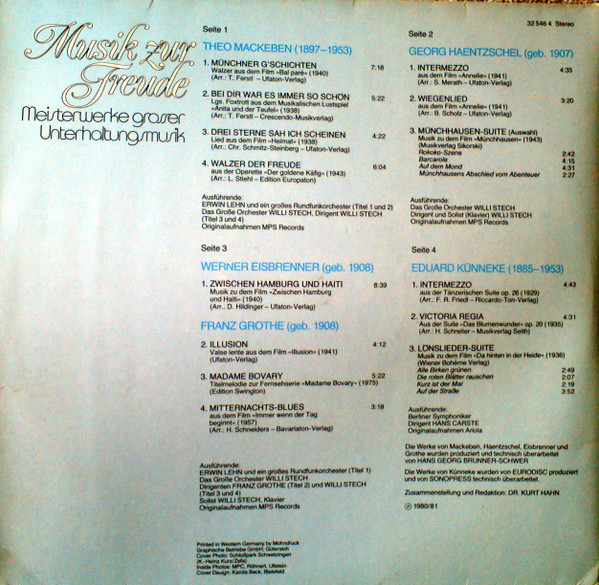 Musik zur
Freude
Meisterwerke grosser
Unterhaltungsmusik
Seite 1
THEO MACKEBEN (1897–1953)
1. MÜNCHNER G'SCHICHTEN 7:18
Walzer aus dem Film «Bal paré» (1940)
(Arr.: T. Ferstl – Ufaton-Verlag)
2. BEI DIR WAR ES IMMER SO SCHÖN 5:22
Lgs. Foxtrott aus dem Musikalischen Lustspiel
«Anita und der Teufel» (1938)
(Arr.: T. Ferstl – Crescendo-Musikverlag)
3. DREI STERNE SAH ICH SCHEINEN 4:22
Lied aus dem Film «Heimat» (1938)
(Arr.: Chr. Schmitz-Steinberg – Ufaton-Verlag)
4. WALZER DER FREUDE 6:04
aus der Operette «Der goldene Käfig» (1943)
(Arr.: L. Stiehl – Edition Europaton)
Ausführende:
ERWIN LEHN und ein großes Rundfunkorchester (Titel 1 und 2)
Das Große Orchester WILLI STECH, Dirigent WILLI STECH
(Titel 3 und 4)
Originalaufnahmen MPS Records
Seite 3
WERNER EISBRENNER (geb. 1908)
1. ZWISCHEN HAMBURG UND HAITI 8:39
Musik zu dem Film «Zwischen Hamburg
und Haiti» (1940)
(Arr.: D. Hildinger – Ufaton-Verlag)
FRANZ GROTHE (geb. 1908)
2. ILLUSION 4:12
Valse lente aus dem Film «Illusion» (1941)
(Ufaton-Verlag)
3. MADAME BOVARY 5:22
Titelmelodie zur Fernsehserie «Madame Bovary» (1975)
(Edition Swington)
4. MITTERNACHTS-BLUES 3:18
aus dem Film «Immer wenn der Tag
beginnt» (1957)
(Arr.: H. Schneiders – Bavariaton-Verlag)
Ausführende:
ERWIN LEHN und ein großes Rundfunkorchester (Titel 1)
Das Große Orchester WILLI STECH
Dirigenten FRANZ GROTHE (Titel 2) und WILLI STECH
(Titel 3 und 4)
Solist WILLI STECH, Klavier
Originalaufnahmen MPS Records
Printed in Western Germany by Mohndruck
Graphische Betriebe GmbH, Gütersloh
Cover Photo: Schloßpark Schwetzingen
(K.-Heinz Kurz/Zefa)
Inside Photos: MPC, Röhnert, Ullstein
Cover Design: Karola Beck, Bielefeld
32 546 4 Stereo
Seite 2
GEORG HAENTZSCHEL (geb. 1907)
1. INTERMEZZO 4:35
aus dem Film «Annelie» (1941)
(Arr.: S. Merath – Ufaton-Verlag)
2. WIEGENLIED 3:20
aus dem Film «Annelie» (1941)
(Arr.: B. Scholz – Ufaton-Verlag)
3. MÜNCHHAUSEN-SUITE (Auswahl)
Musik zu dem Film «Münchhausen» (1943)
(Musikverlag Sikorski)
Rokoko-Szene 2:42
Barcarole 4:15
Auf dem Mond 4:31
Münchhausens Abschied vom Abenteuer 2:27
Ausführende:
Das Große Orchester WILLI STECH
Dirigent und Solist (Klavier) WILLI STECH
Originalaufnahmen MPS Records
Seite 4
EDUARD KÜNNEKE (1885–1953)
1. INTERMEZZO 4:43
aus der Tänzerischen Suite op. 26 (1929)
(Arr.: F. R. Friedl – Riccardo-Ton-Verlag)
2. VICTORIA REGIA 4:31
Aus der Suite «Das Blumenwunder» op. 20 (1935)
(Arr.: H. Schreiter – Musikverlag Seith)
3. LÖNSLIEDER-SUITE
Musik zu dem Film «Da hinten in der Heide» (1936)
(Wiener Bohême Verlag)
Alle Birken grünen 2:49
Die roten Blätter rauschen 2:07
Kurz ist der Mai 2:19
Auf der Straße 3:52
Ausführende:
Berliner Symphoniker
Dirigent HANS CARSTE
Originalaufnahmen Ariola
Die Werke von Mackeben, Haentzschel, Eisbrenner und
Grothe wurden produziert und technisch überarbeitet
von HANS GEORG BRUNNER-SCHWER
Die Werke von Künneke wurden von EURODISC produziert
und von SONOPRESS technisch überarbeitet.
Zusammenstellung und Redaktion: DR. KURT HAHN
Ⓟ 1980/81